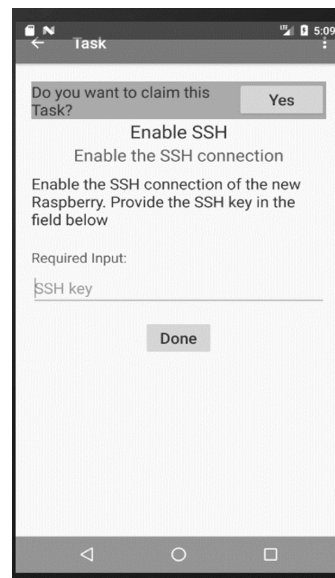 5:09
Task
Do you want to claim this
Task?
Yes
Enable SSH
Enable the SSH connection
Enable the SSH connection of the new
Raspberry. Provide the SSH key in the
field below
Required Input:
SSH key
Done